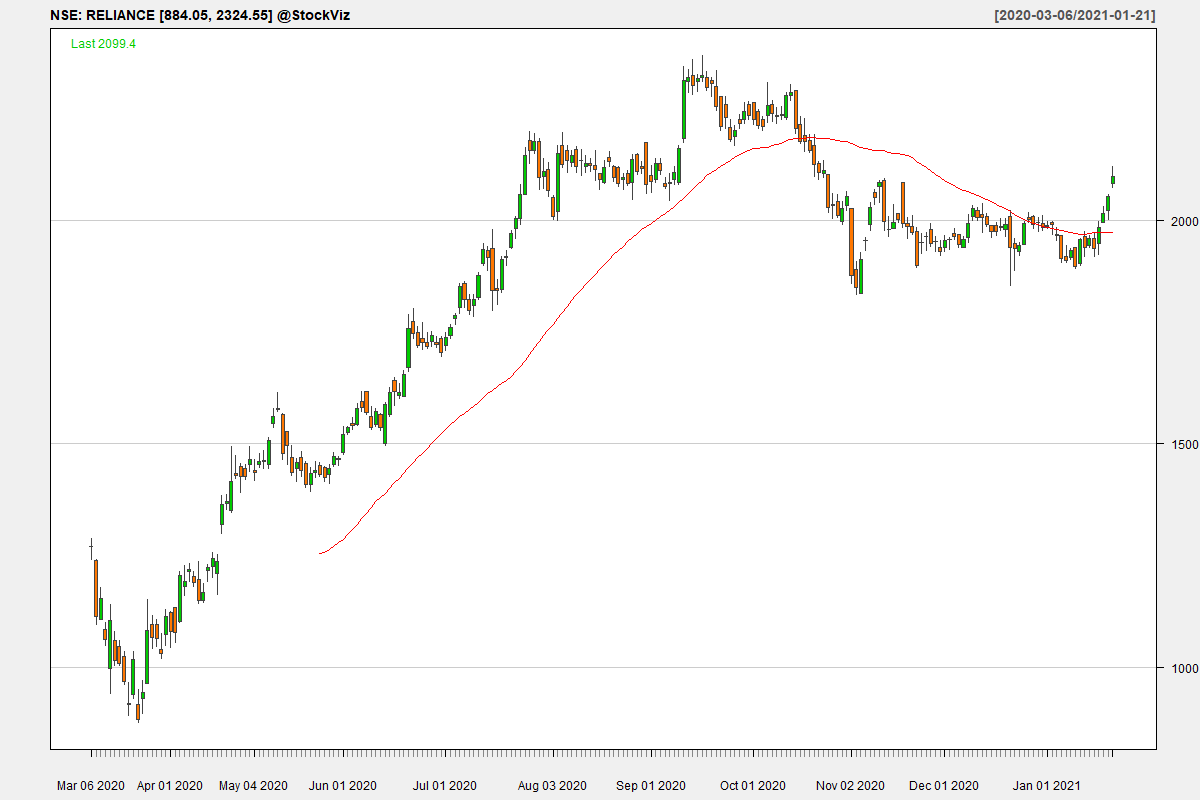 NSE: RELIANCE [884.05, 2324.55] @StockViz
[2020-03-06/2021-01-21]
Last 2099.4
2000
1500
1000
Mar 06 2020
Apr 01 2020
May 04 2020
Jun 01 2020
Jul 01 2020
Aug 03 2020
Sep 01 2020
Oct 01 2020
Nov 02 2020
Dec 01 2020
Jan 01 2021